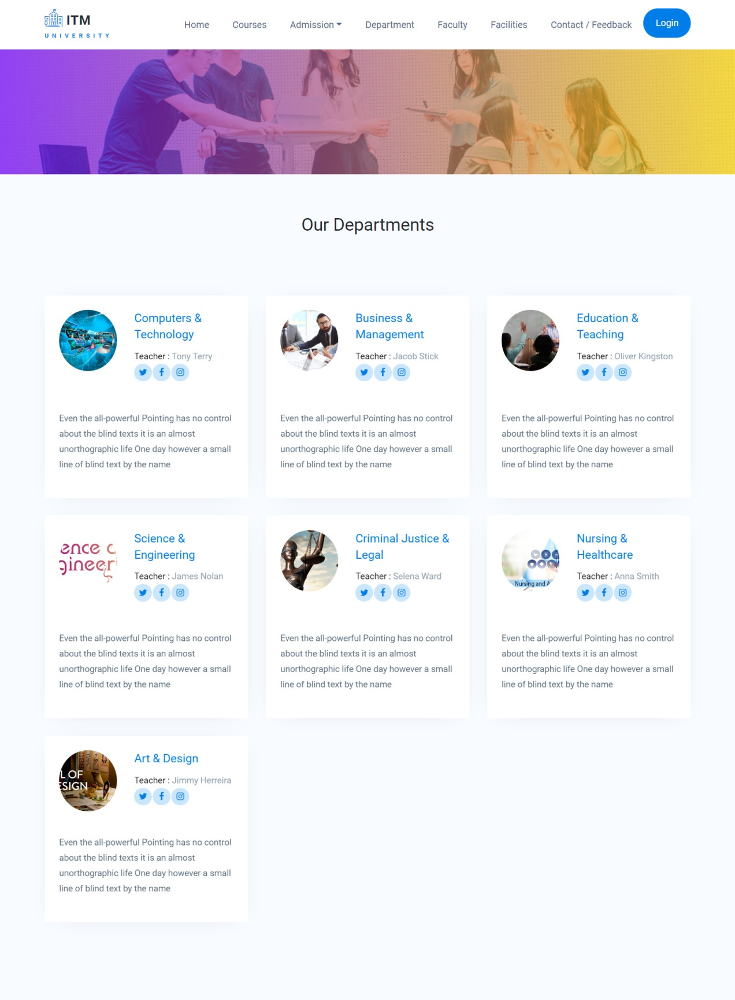 ITM
UNIVERSITY
Home Courses Admission Department Faculty Facilities Contact / Feedback Login
Our Departments
Computers &
Technology
Teacher : Tony Terry
Even the all-powerful Pointing has no control
about the blind texts it is an almost
unorthographic life One day however a small
line of blind text by the name
Business &
Management
Teacher : Jacob Stick
Even the all-powerful Pointing has no control
about the blind texts it is an almost
unorthographic life One day however a small
line of blind text by the name
Education &
Teaching
Teacher : Oliver Kingston
Even the all-powerful Pointing has no control
about the blind texts it is an almost
unorthographic life One day however a small
line of blind text by the name
ence
gineer
Science &
Engineering
Teacher : James Nolan
Even the all-powerful Pointing has no control
about the blind texts it is an almost
unorthographic life One day however a small
line of blind text by the name
Criminal Justice &
Legal
Teacher : Selena Ward
Even the all-powerful Pointing has no control
about the blind texts it is an almost
unorthographic life One day however a small
line of blind text by the name
Nursing and A
Nursing &
Healthcare
Teacher : Anna Smith
Even the all-powerful Pointing has no control
about the blind texts it is an almost
unorthographic life One day however a small
line of blind text by the name
L OF
ESIGN
Art & Design
Teacher : Jimmy Herreira
Even the all-powerful Pointing has no control
about the blind texts it is an almost
unorthographic life One day however a small
line of blind text by the name